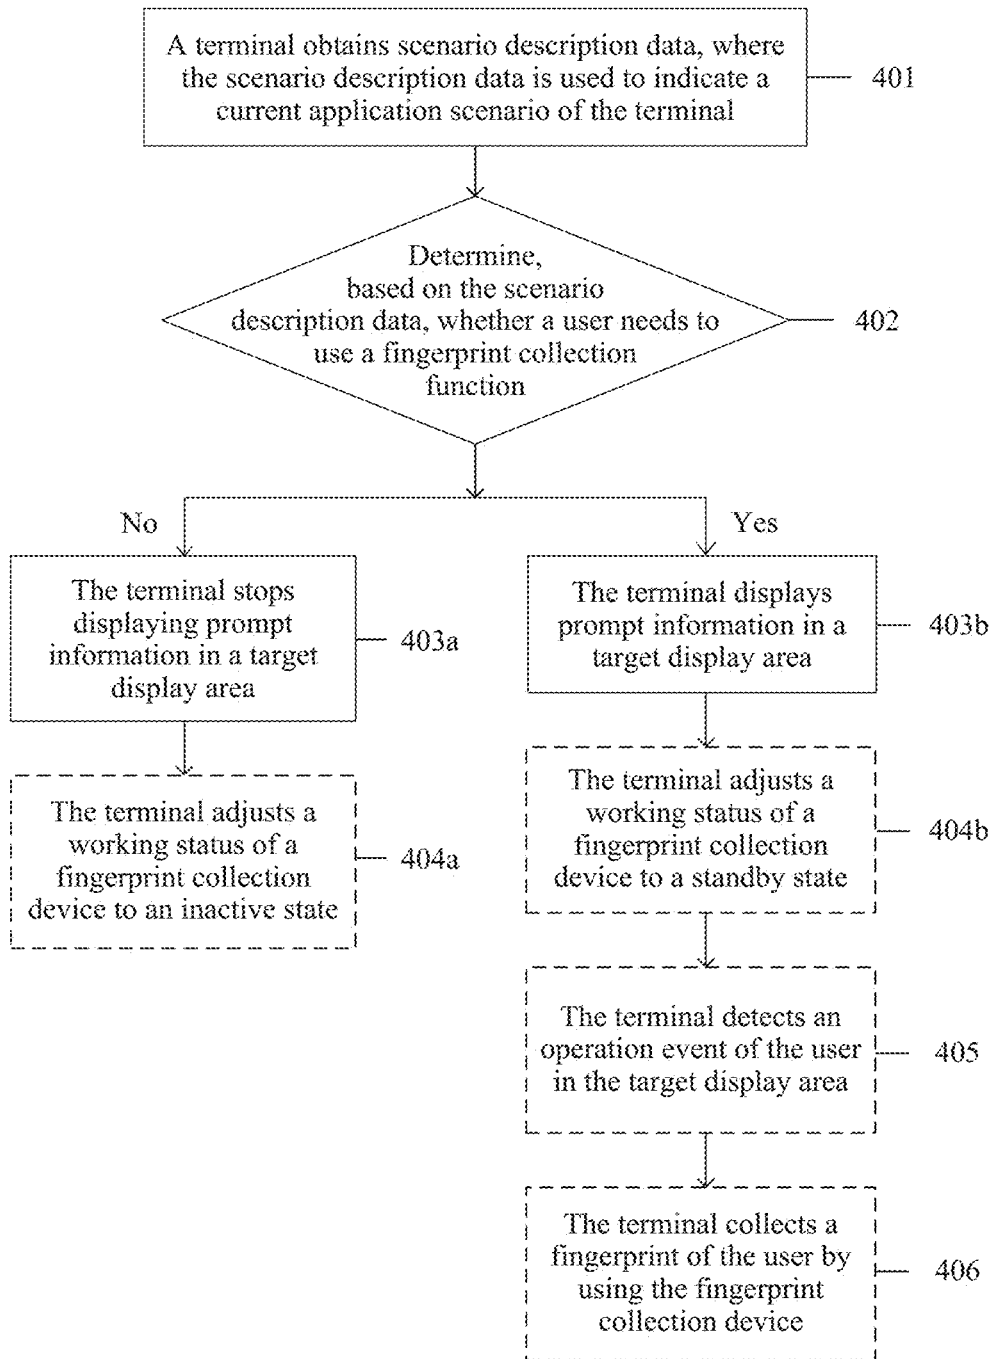 A terminal obtains scenario description data, where
the scenario description data is used to indicate a
current application scenario of the terminal
401
Determine,
based on the scenario
description data, whether a user needs to
use a fingerprint collection
function
402
No
Yes
The terminal stops
displaying prompt
information in a target
display area
403a
The terminal displays
prompt information in a
target display area
403b
The terminal adjusts a
working status of a
fingerprint collection
device to an inactive state
404a
The terminal adjusts a
working status of a
fingerprint collection
device to a standby state
404b
The terminal detects an
operation event of the user
in the target display area
405
The terminal collects a
fingerprint of the user by
using the fingerprint
collection device
406